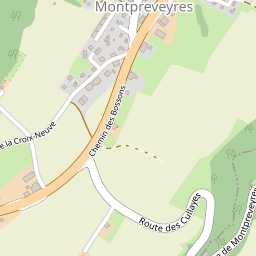 Montpreveyres
e la Croix-Neuve
Chemin des Bossons
Route des Cullayes
n de Montpreveyres